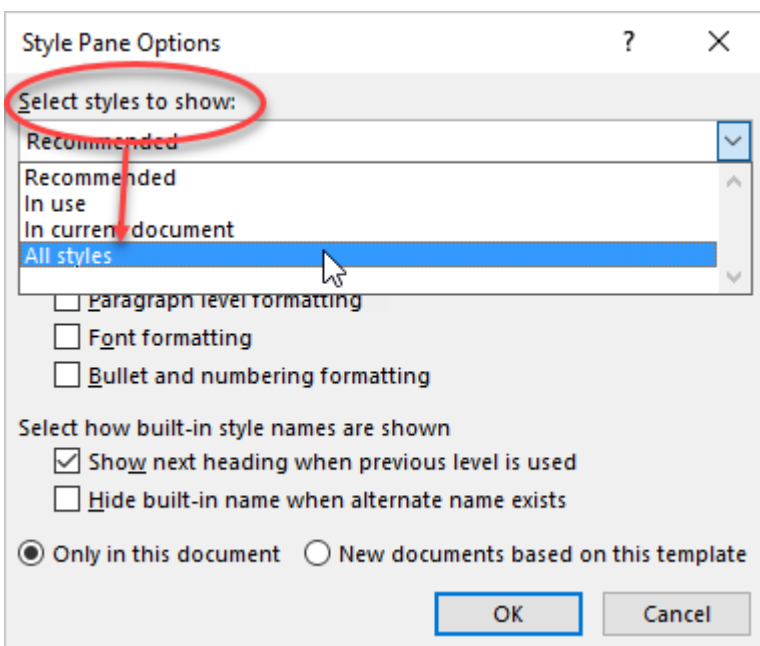 Style Pane Options ?
Select styles to show:
Recommended
Recommended
In use
In current document
All styles
Paragraph level formatting
Font formatting
Bullet and numbering formatting
Select how built-in style names are shown
Show next heading when previous level is used
Hide built-in name when alternate name exists
Only in this document New documents based on this template
OK Cancel